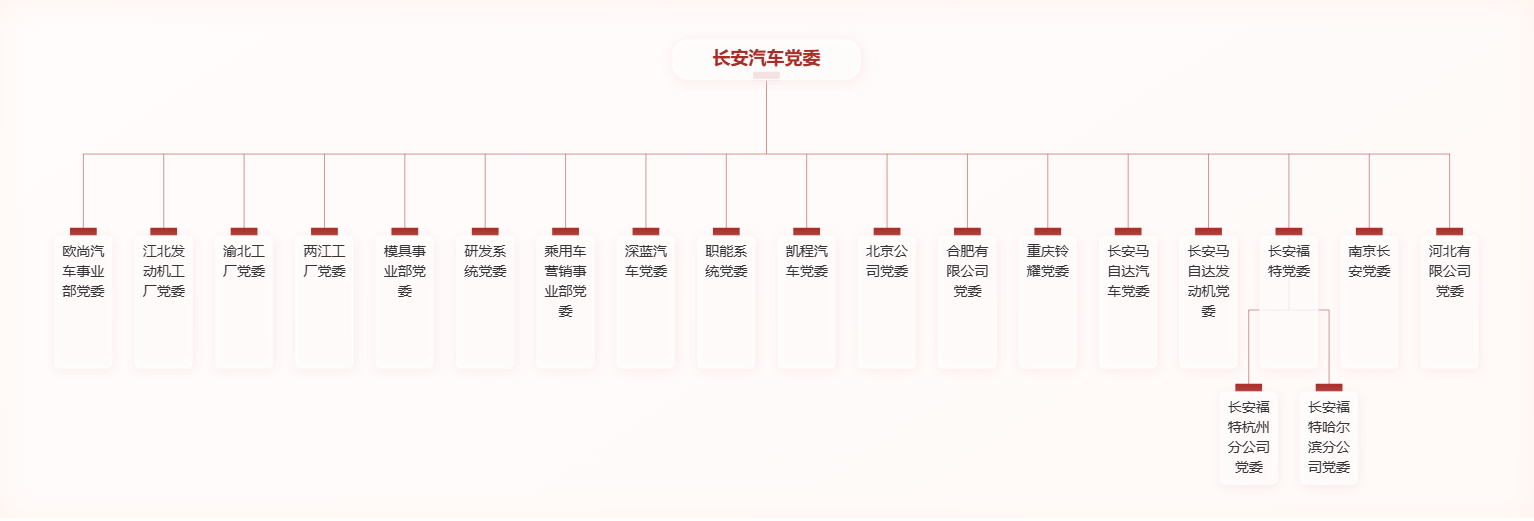 长安汽车党委
欧尚汽
车事业
部党委
江北发
动机工
厂党委
渝北工
厂党委
两江工
厂党委
模具事
业部党
委
研发系
统党委
乘用车
营销事
业部党
委
深蓝汽
车党委
职能系
统党委
凯程汽
车党委
北京公
司党委
合肥有
限公司
党委
重庆铃
耀党委
长安马
自达汽
车党委
长安马
自达发
动机党
委
长安福
特党委
南京长
安党委
河北有
限公司
党委
长安福
特杭州
分公司
党委
长安福
特哈尔
滨分公
司党委